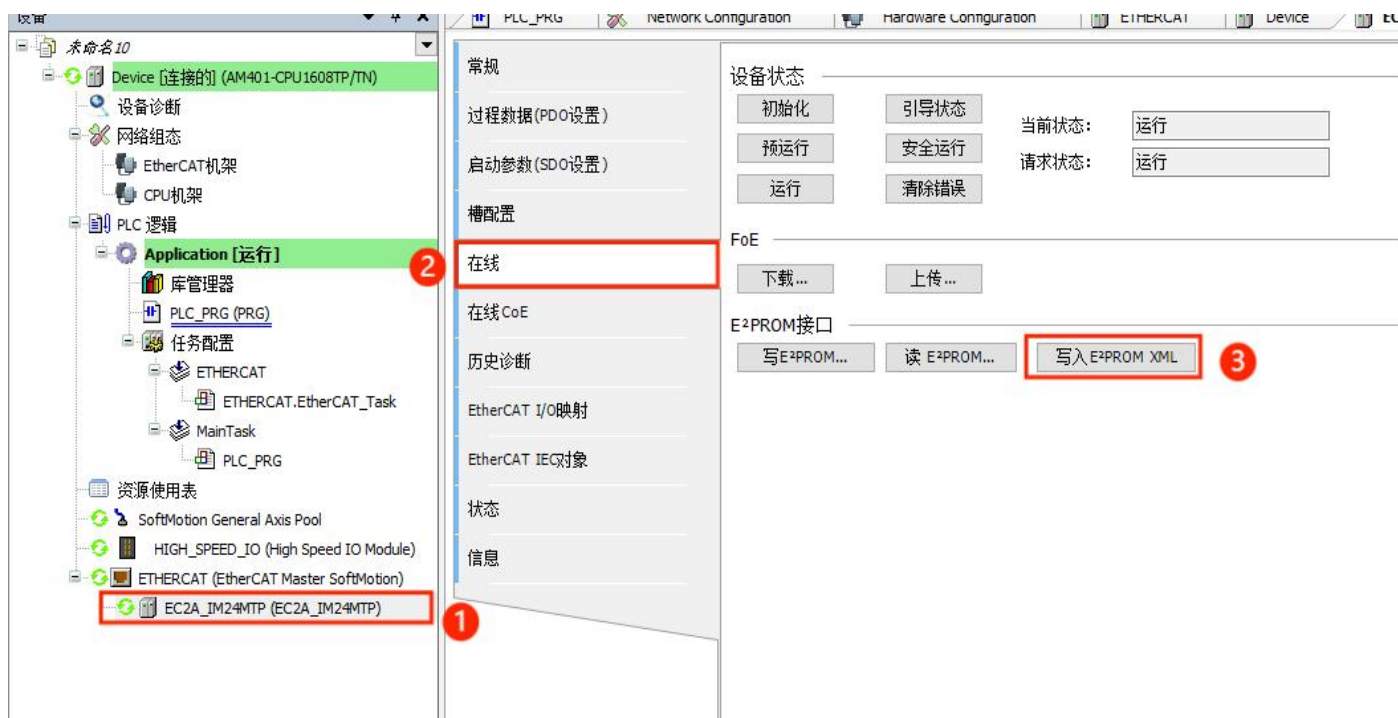 设备
PLC_PRG
Network Configuration
Hardware Configuration
ETHERCAT
Device
EC
未命名10
Device [连接的] (AM401-CPU1608TP/TN)
设备诊断
网络组态
EtherCAT机架
CPU机架
PLC 逻辑
Application [运行]
库管理器
PLC_PRG (PRG)
任务配置
ETHERCAT
ETHERCAT.EtherCAT_Task
MainTask
PLC_PRG
资源使用表
SoftMotion General Axis Pool
HIGH_SPEED_IO (High Speed IO Module)
ETHERCAT (EtherCAT Master SoftMotion)
EC2A_IM24MTP (EC2A_IM24MTP)
1
常规
过程数据(PDO设置)
启动参数(SDO设置)
槽配置
2
在线
在线CoE
历史诊断
EtherCAT I/O映射
EtherCAT IEC对象
状态
信息
设备状态
初始化 引导状态
当前状态: 运行
预运行 安全运行
请求状态: 运行
运行 清除错误
FoE
下载... 上传...
E²PROM接口
写E²PROM... 读 E²PROM... 写入E²PROM XML 3